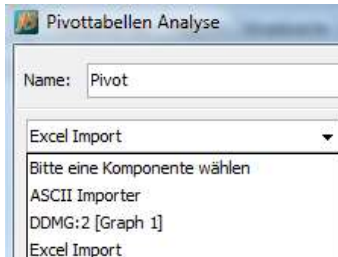 Pivottabellen Analyse
Name: Pivot
Excel Import
Bitte eine Komponente wählen
ASCII Importer
DDMG:2 [Graph 1]
Excel Import